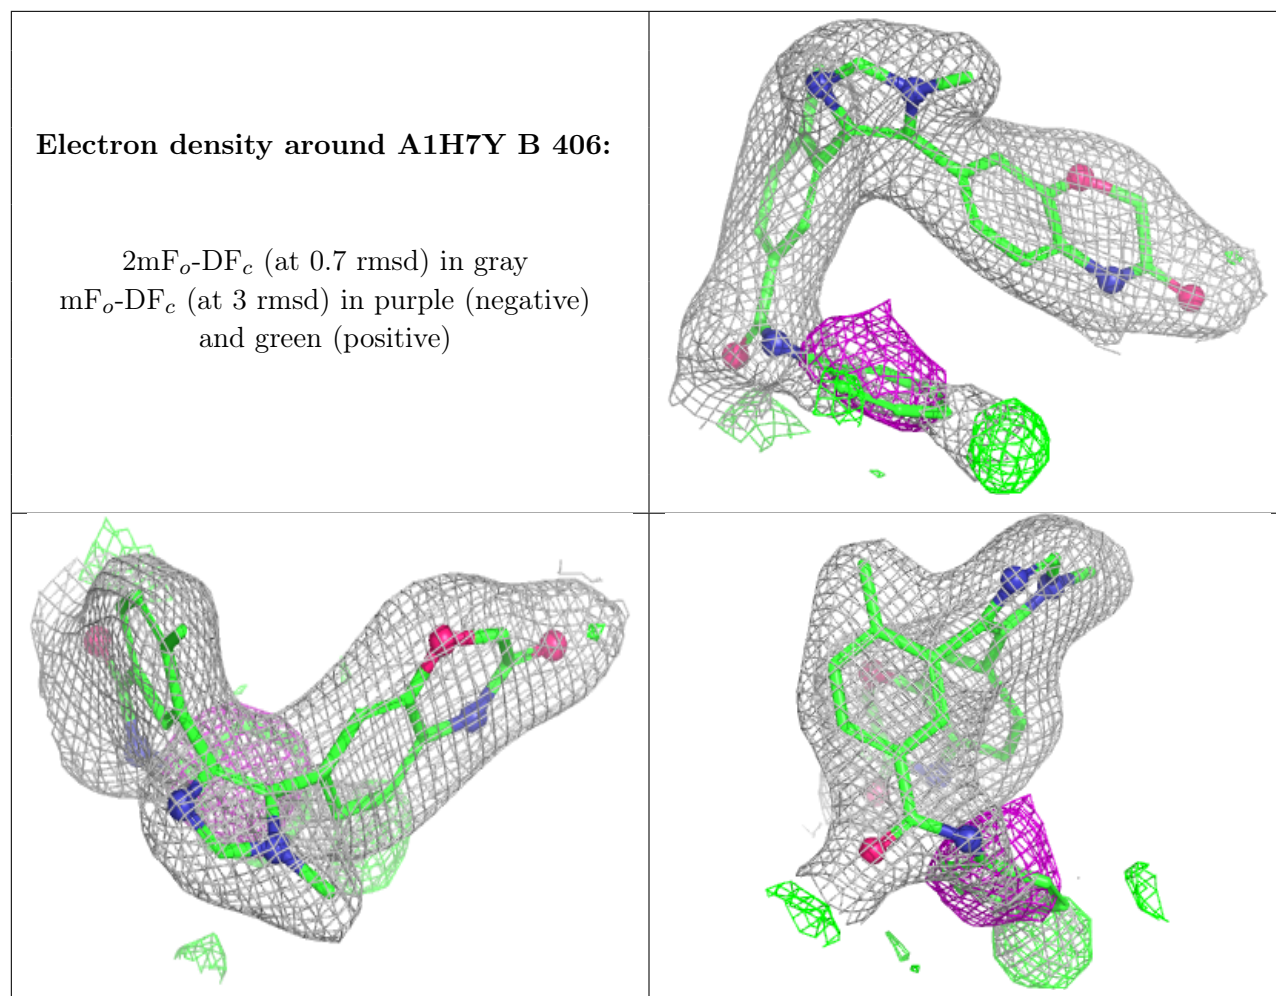 Electron density around A1H7Y B 406:
2mFₒ-DF𝑐 (at 0.7 rmsd) in gray
mFₒ-DF𝑐 (at 3 rmsd) in purple (negative)
and green (positive)